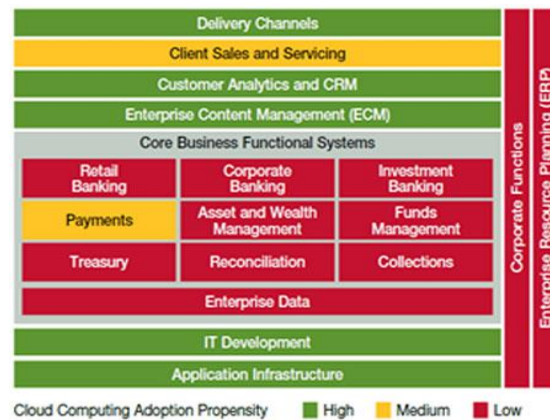 Delivery Channels
Client Sales and Servicing
Customer Analytics and CRM
Enterprise Content Management (ECM)
Core Business Functional Systems
Retail
Banking
Corporate
Banking
Investment
Banking
Payments
Asset and Wealth
Management
Funds
Management
Treasury
Reconciliation
Collections
Enterprise Data
IT Development
Application Infrastructure
Corporate Functions
Enterprise Resource Planning (ERP)
Cloud Computing Adoption Propensity High Medium Low